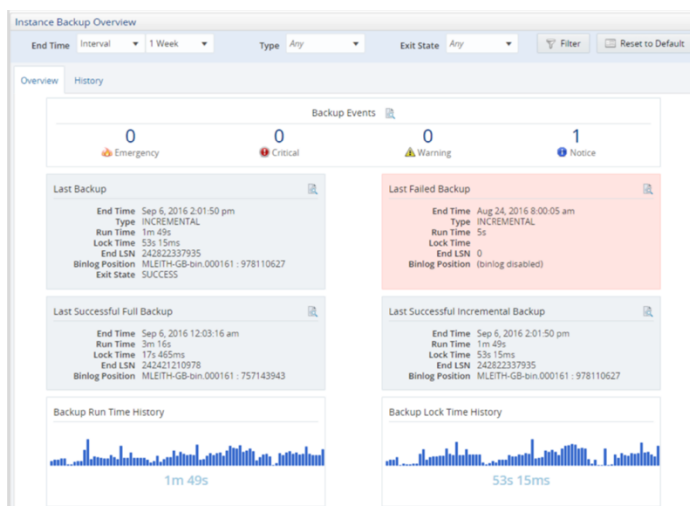 Instance Backup Overview
End Time Interval 1 Week Type Any Exit State Any Filter Reset to Default
Overview History
Backup Events
0 0 0 1
Emergency Critical Warning Notice
Last Backup
End Time Sep 6, 2016 2:01:50 pm
Type INCREMENTAL
Run Time 1m 49s
Lock Time 53s 15ms
End LSN 242822337935
Binlog Position MLEITH-GB-bin.000161 : 978110627
Exit State SUCCESS
Last Failed Backup
End Time Aug 24, 2016 8:00:05 am
Type INCREMENTAL
Run Time 5s
Lock Time
End LSN 0
Binlog Position (binlog disabled)
Last Successful Full Backup
End Time Sep 6, 2016 12:03:16 am
Run Time 3m 16s
Lock Time 17s 465ms
End LSN 242421210978
Binlog Position MLEITH-GB-bin.000161 : 757143943
Last Successful Incremental Backup
End Time Sep 6, 2016 2:01:50 pm
Run Time 1m 49s
Lock Time 53s 15ms
End LSN 242822337935
Binlog Position MLEITH-GB-bin.000161 : 978110627
Backup Run Time History
1m 49s
Backup Lock Time History
53s 15ms